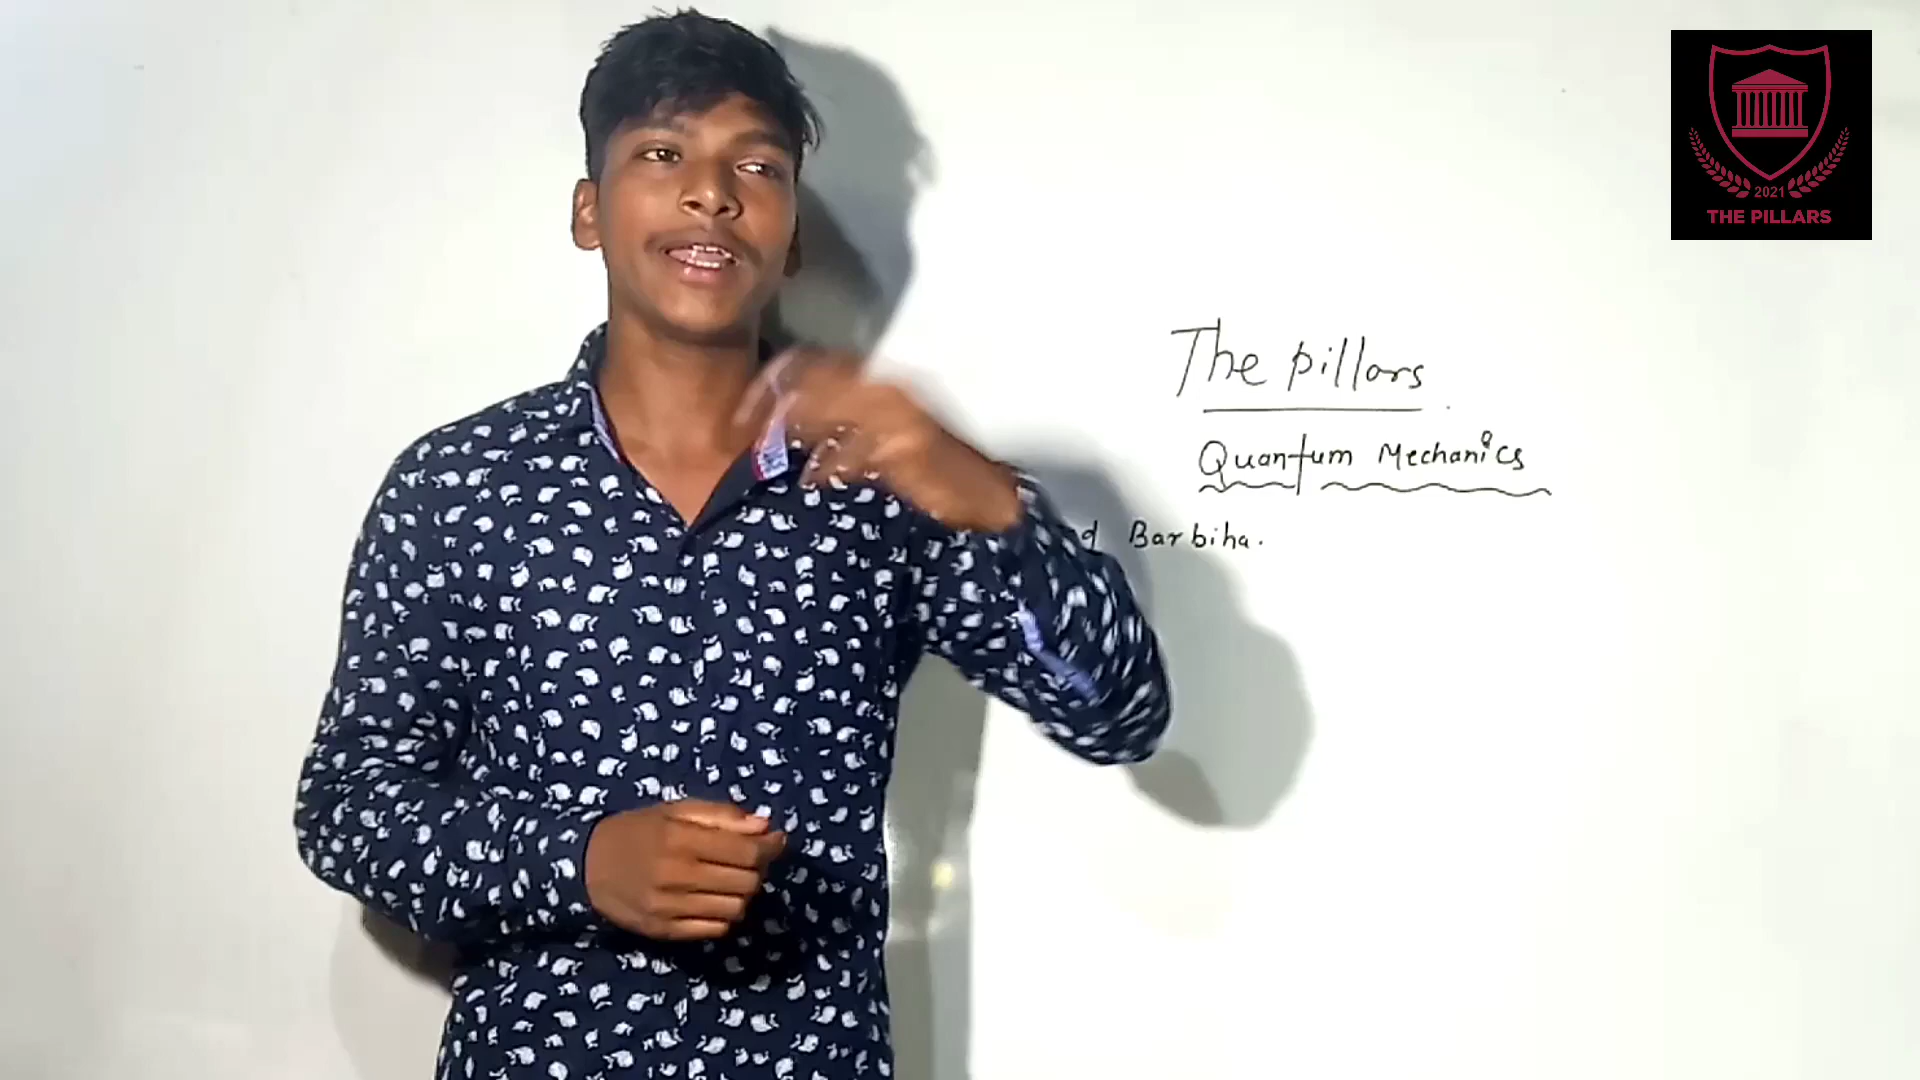 2021
THE PILLARS
The pillars
Quantum Mechanics
Barbiha.